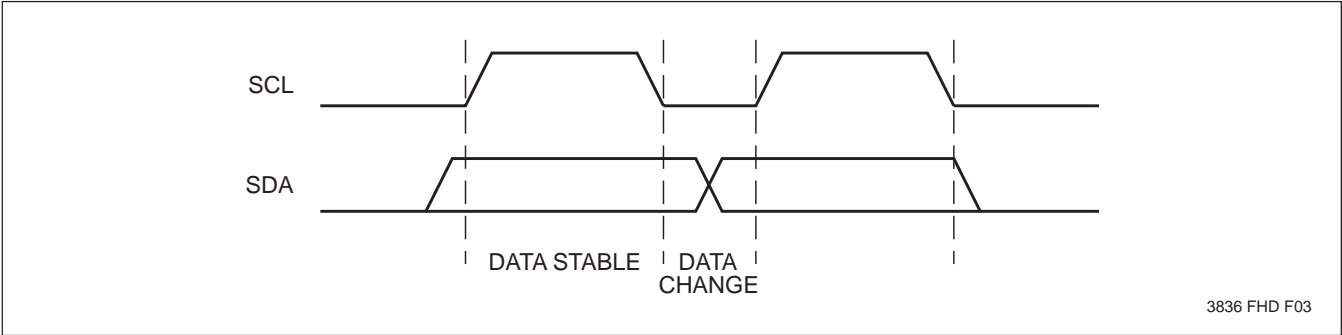 SCL
SDA
DATA STABLE
DATA
CHANGE
3836 FHD F03